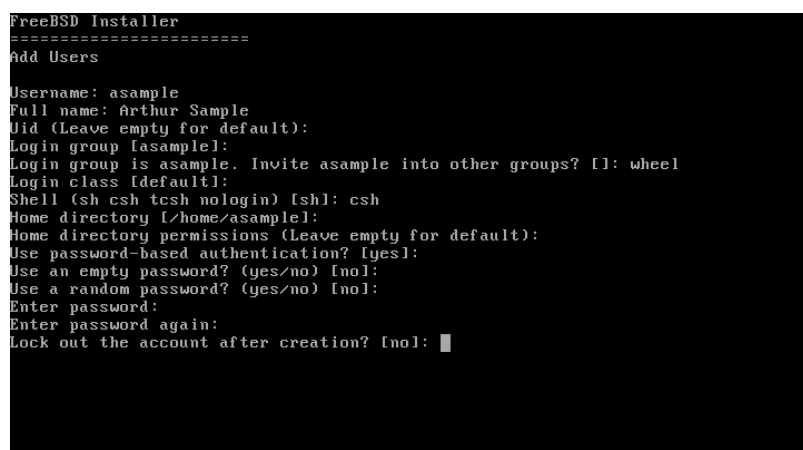 FreeBSD Installer
========================
Add Users
Username: asample
Full name: Arthur Sample
Uid (Leave empty for default):
Login group [asample]:
Login group is asample. Invite asample into other groups? []: wheel
Login class [default]:
Shell (sh csh tcsh nologin) [sh]: csh
Home directory [/home/asample]:
Home directory permissions (Leave empty for default):
Use password-based authentication? [yes]:
Use an empty password? (yes/no) [no]:
Use a random password? (yes/no) [no]:
Enter password:
Enter password again:
Lock out the account after creation? [no]: